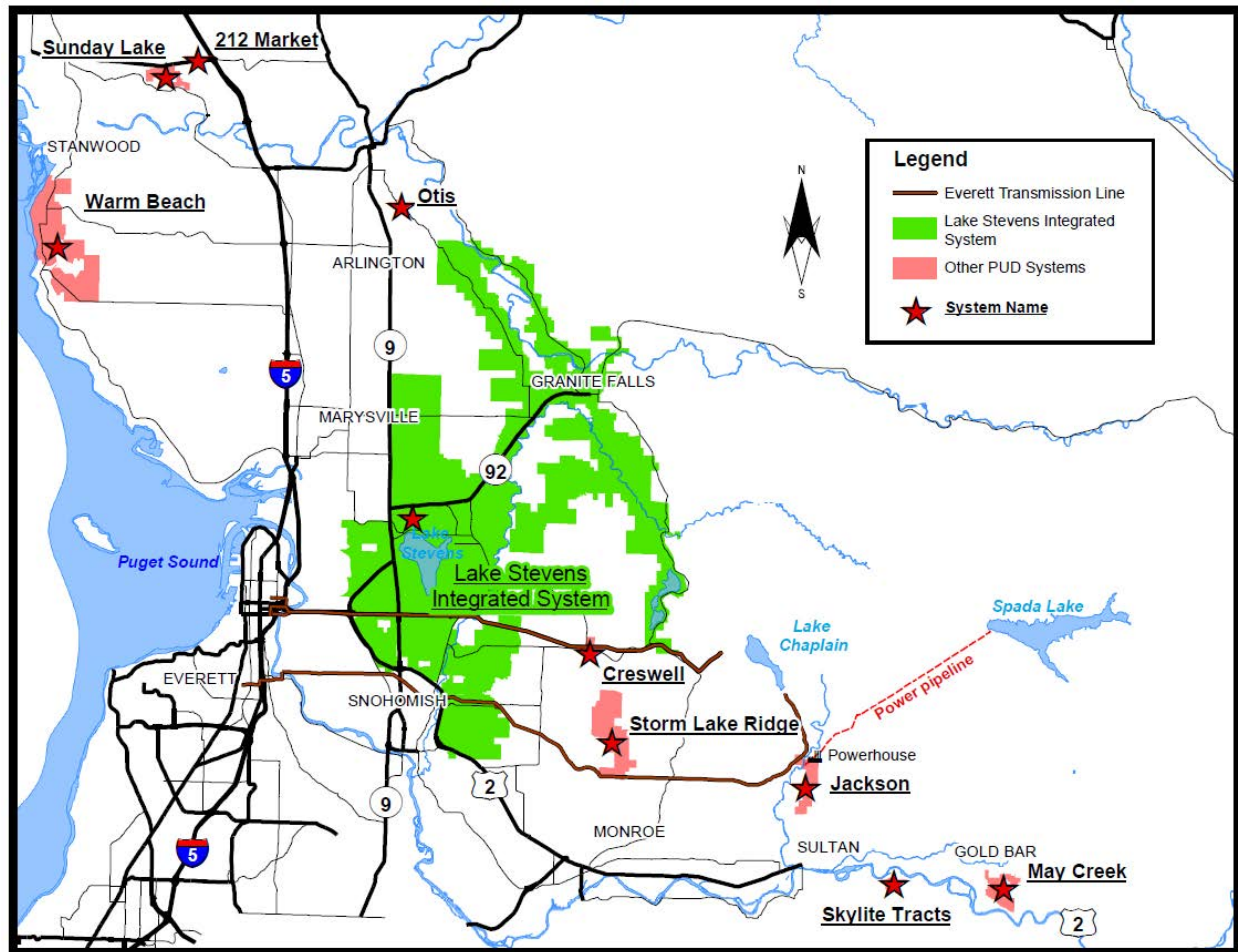 Sunday Lake
212 Market
STANWOOD
Warm Beach
Otis
ARLINGTON
Legend
Everett Transmission Line
Lake Stevens Integrated
System
Other PUD Systems
System Name
N
S
9
5
GRANITE FALLS
MARYSVILLE
92
Lake
Stevens
Puget Sound
Lake Stevens
Integrated System
Spada Lake
Lake
Chaplain
Creswell
EVERETT
SNOHOMISH
Power pipeline
Storm Lake Ridge
Powerhouse
Jackson
2
9
5
MONROE
SULTAN
GOLD BAR
May Creek
Skylite Tracts
2